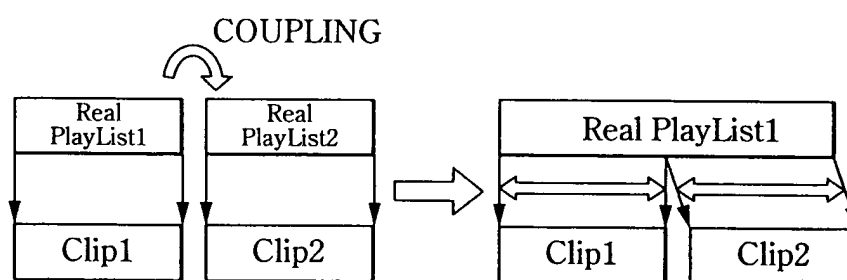 COUPLING
Real
PlayList1
Real
PlayList2
Real PlayList1
Clip1
Clip2
Clip1
Clip2